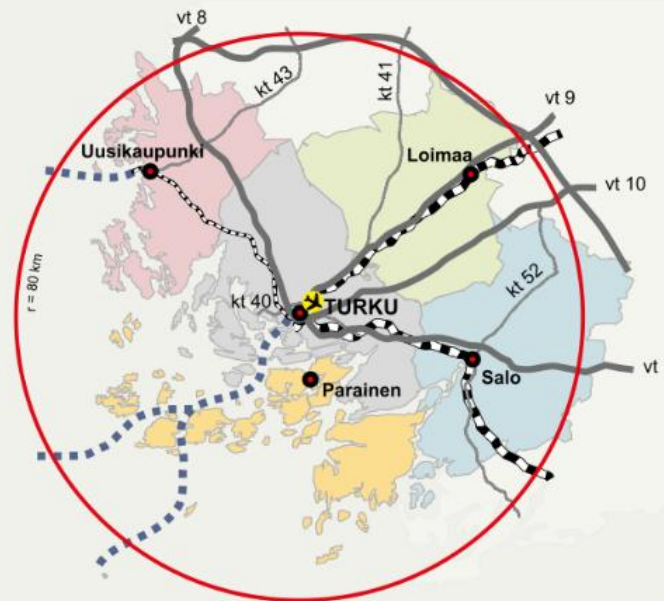 vt 8
kt 43
kt 41
vt 9
Uusikaupunki
Loimaa
vt 10
r = 80 km
kt 52
kt 40
TURKU
vt
Salo
Parainen